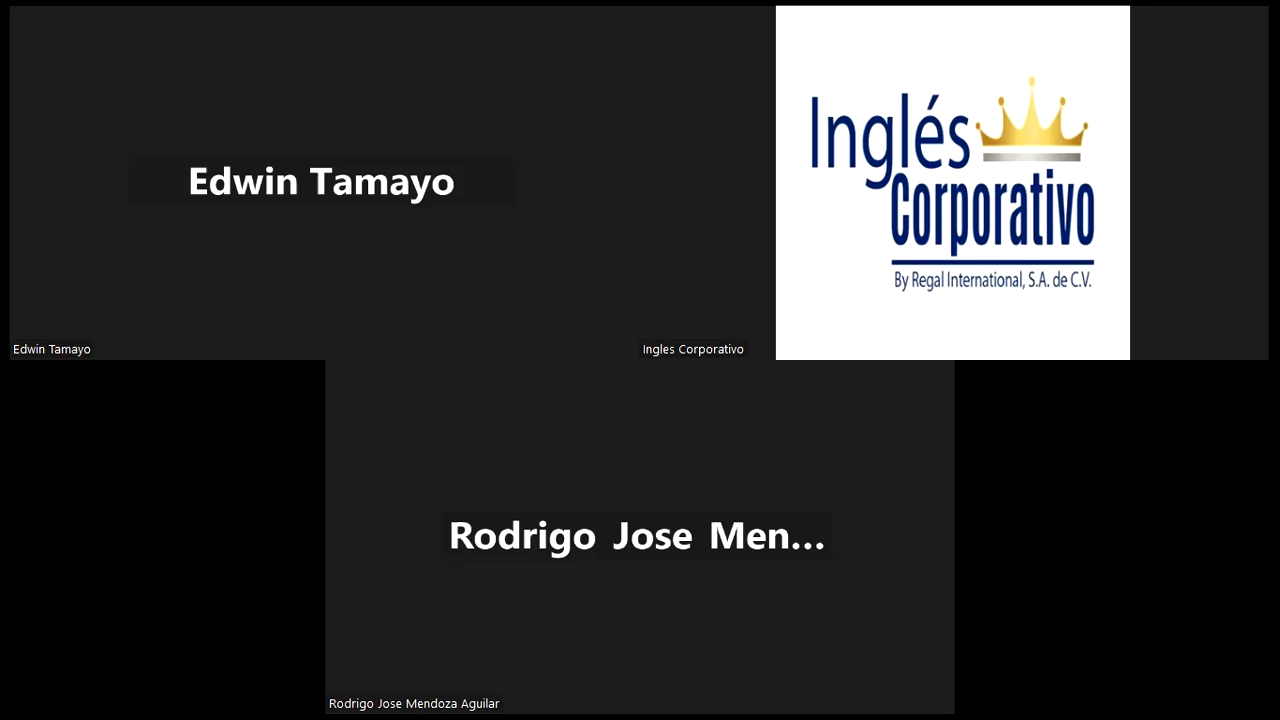 Edwin Tamayo
Inglés
Corporativo
By Regal International, S.A. de C.V.
Edwin Tamayo
Ingles Corporativo
Rodrigo Jose Men...
Rodrigo Jose Mendoza Aguilar